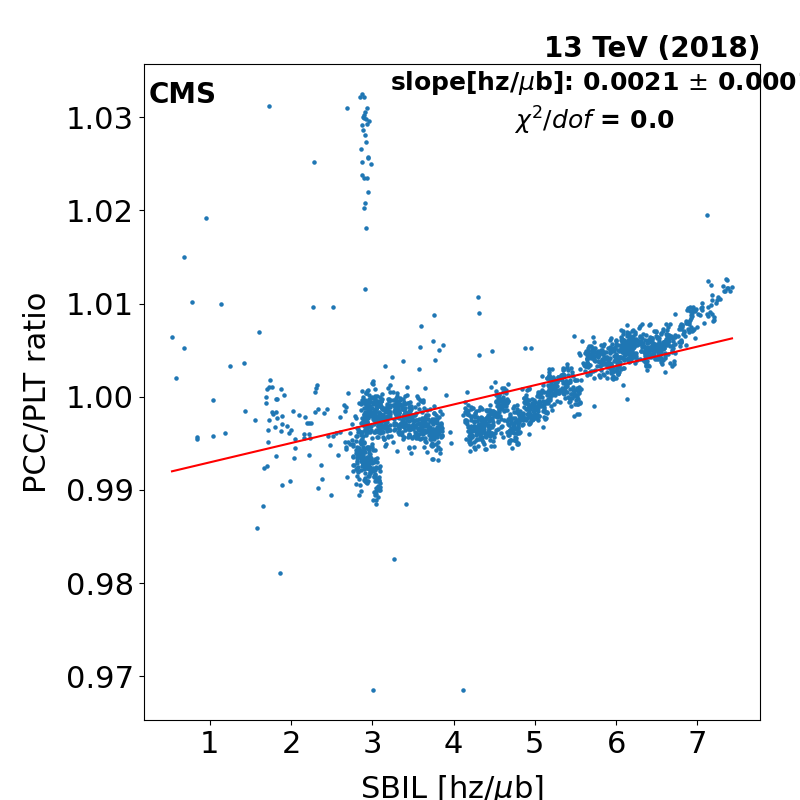 13 TeV (2018)
CMS
slope[hz/μb]: 0.0021 ± 0.000
χ²/dof = 0.0
1.03
1.02
1.01
1.00
0.99
0.98
0.97
PCC/PLT ratio
1 2 3 4 5 6 7
SBIL [hz/μb]